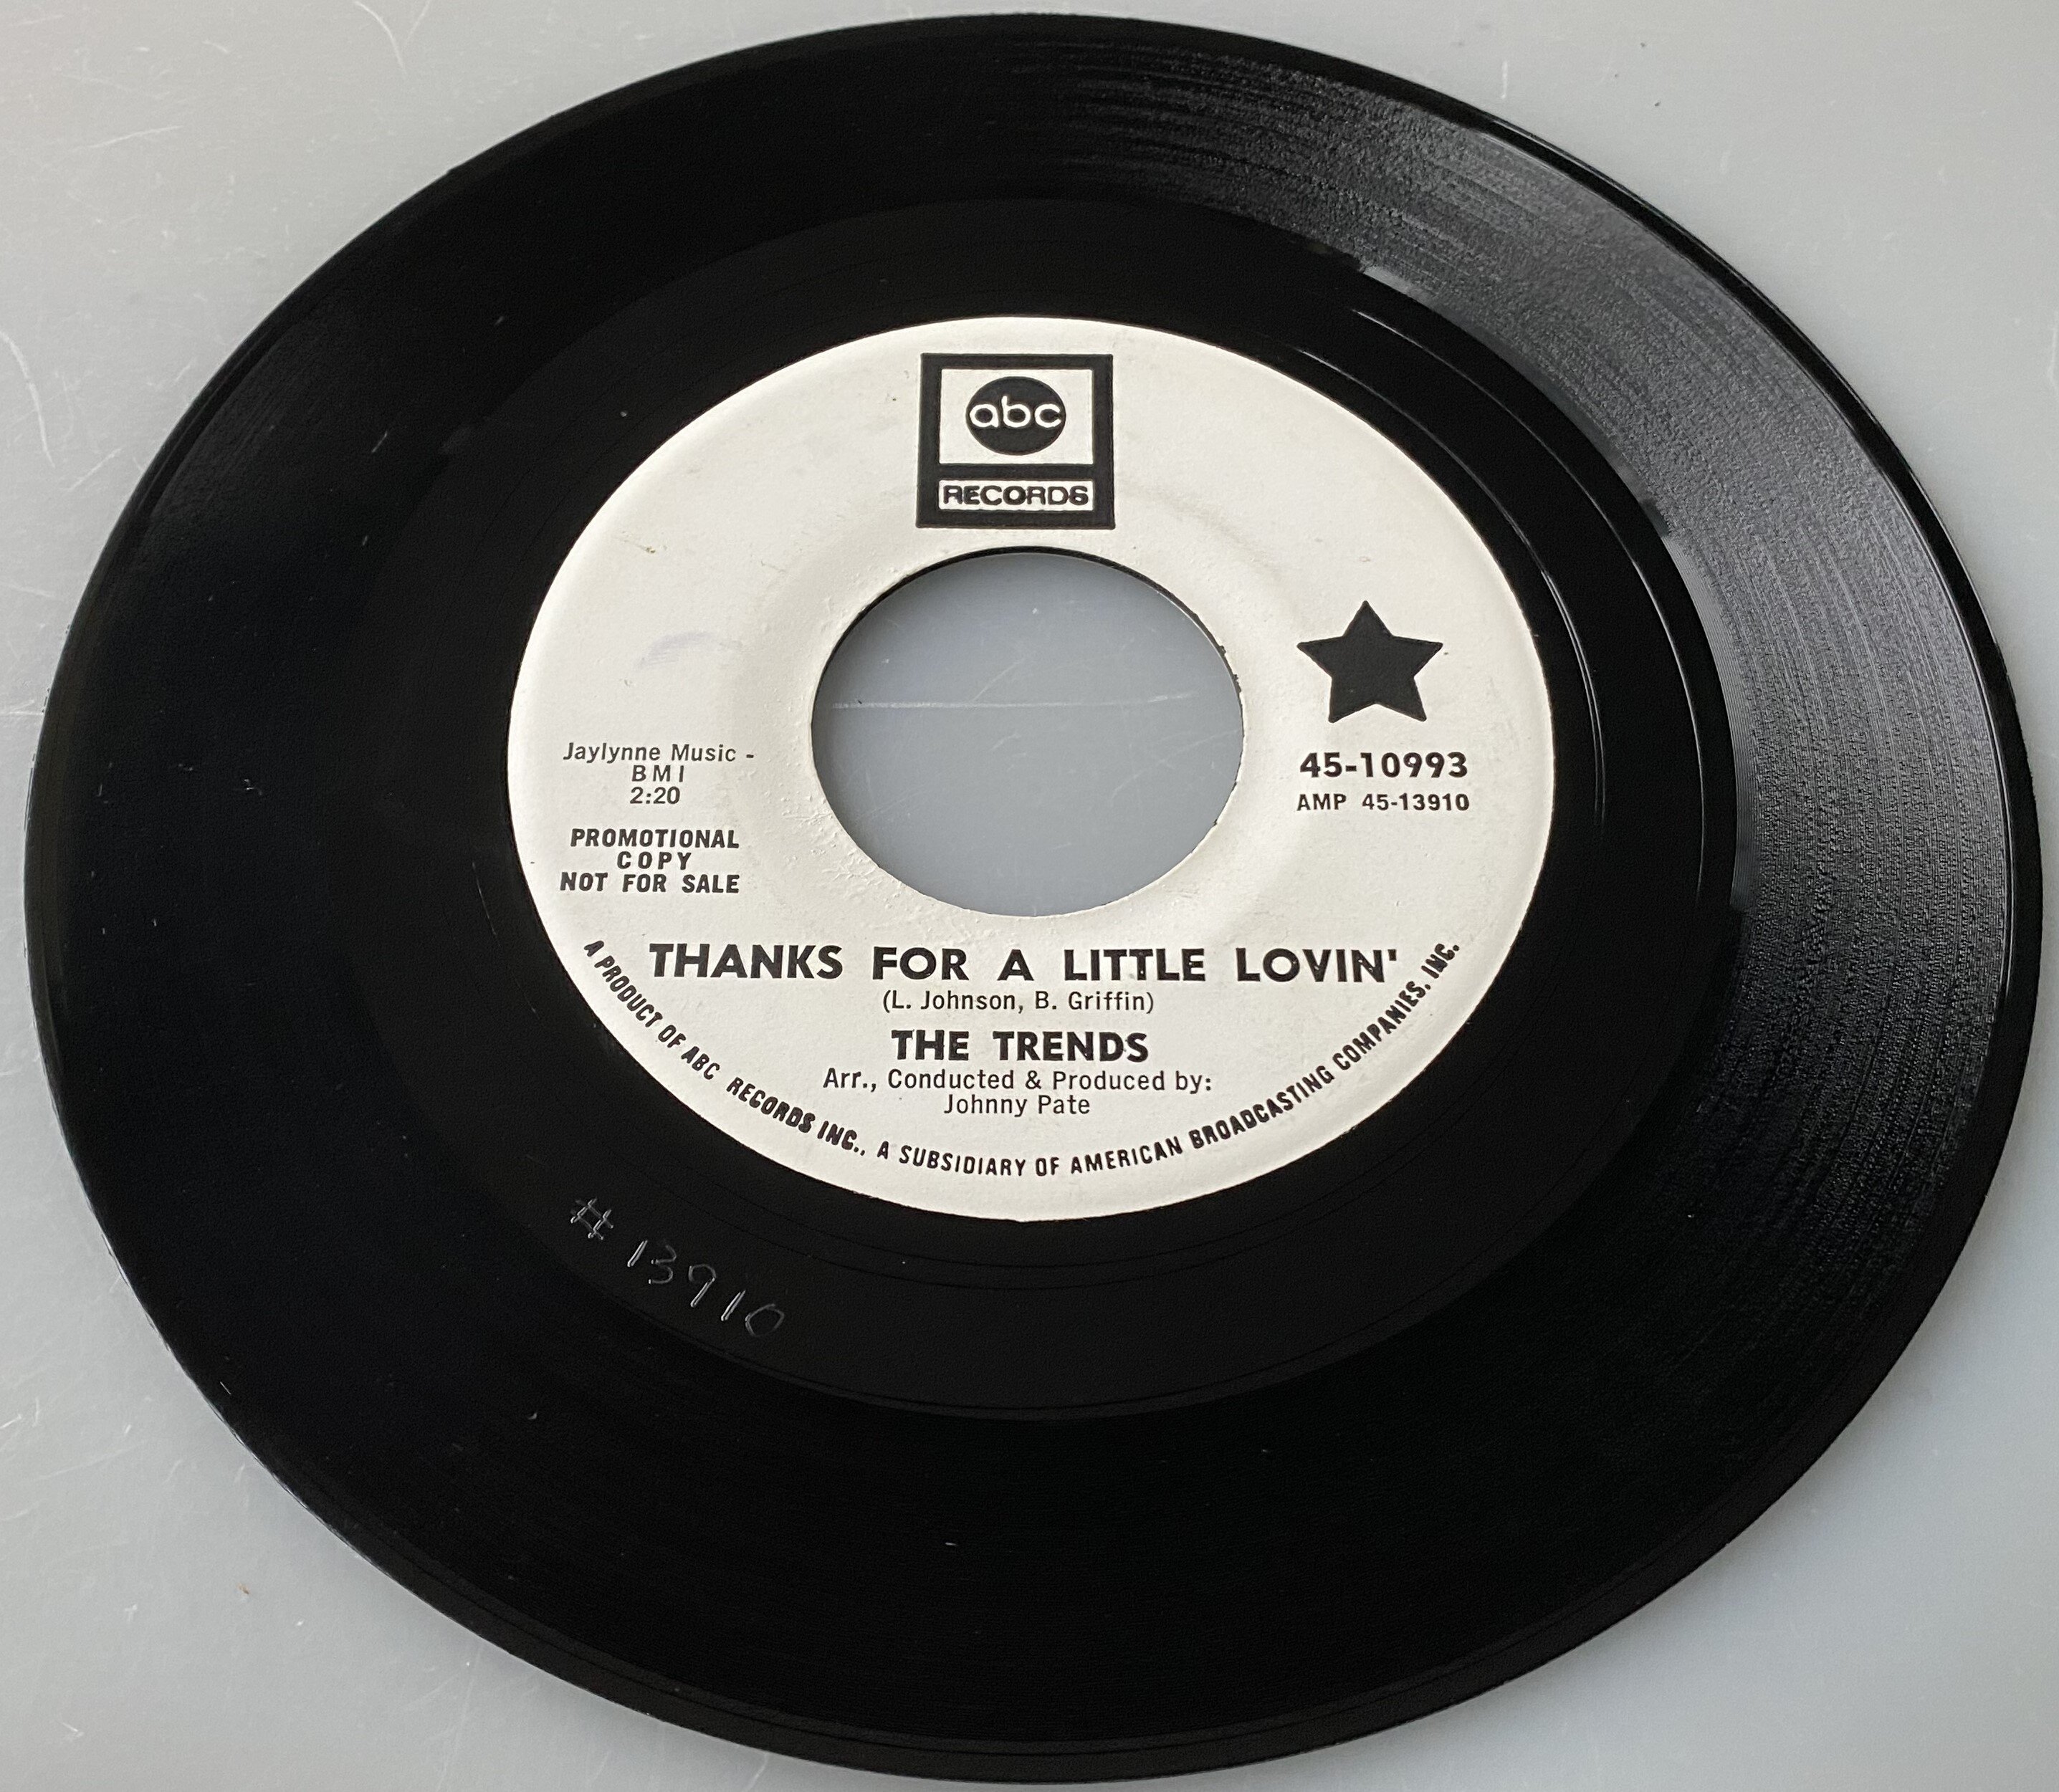 abc
RECORDS
Jaylynne Music -
BMI
2:20
PROMOTIONAL
COPY
NOT FOR SALE
45-10993
AMP 45-13910
THANKS FOR A LITTLE LOVIN'
(L. Johnson, B. Griffin)
THE TRENDS
Arr., Conducted & Produced by:
Johnny Pate
A PRODUCT OF ABC RECORDS INC., A SUBSIDIARY OF AMERICAN BROADCASTING COMPANIES, INC.
# 13910